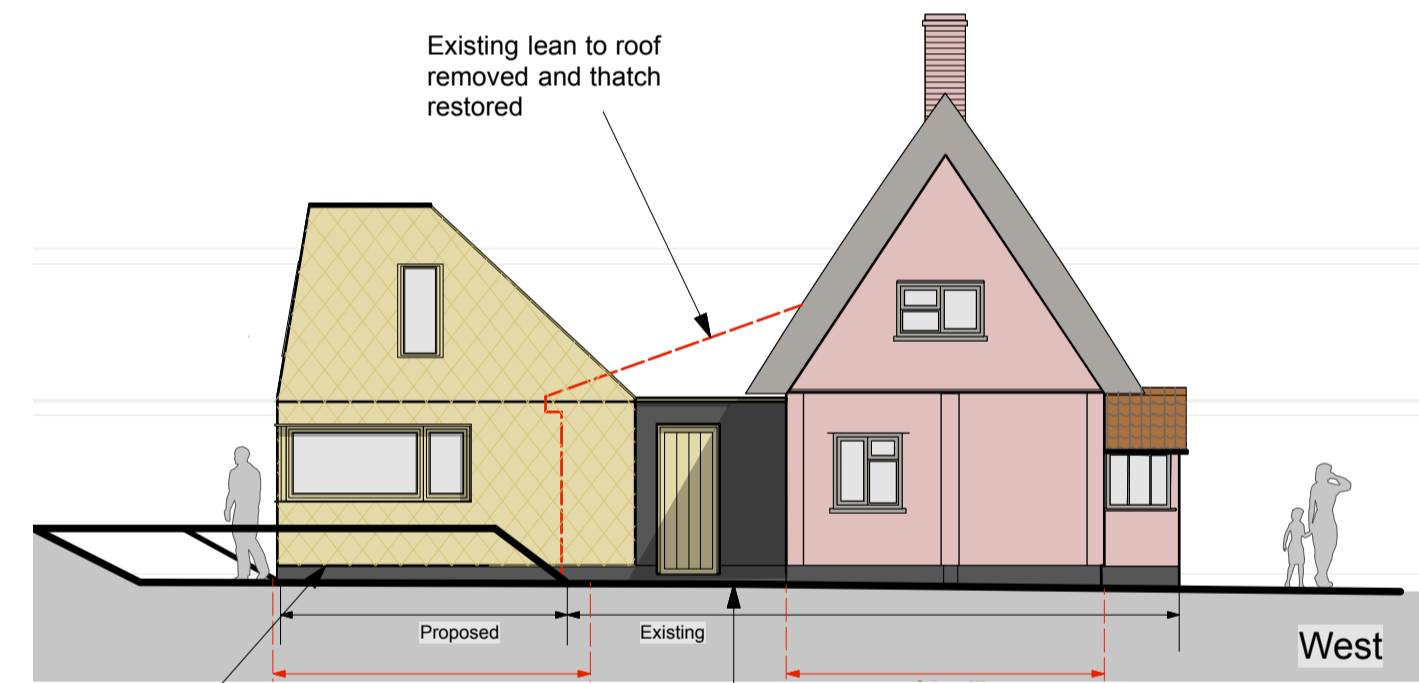 Existing lean to roof
removed and thatch
restored
Proposed
Existing
West